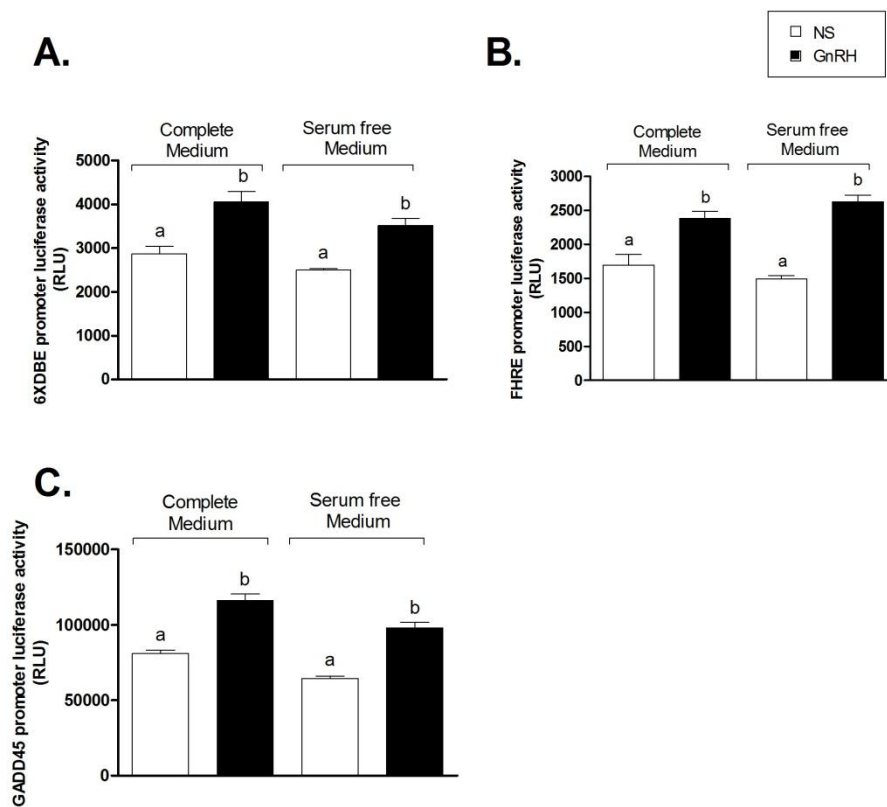 NS
GnRH
A.
Complete
Medium
Serum free
Medium
6XDBE promoter luciferase activity
(RLU)
5000
4000
3000
2000
1000
0
a
b
a
b
B.
Complete
Medium
Serum free
Medium
FHRE promoter luciferase activity
(RLU)
3000
2500
2000
1500
1000
500
0
a
b
a
b
C.
Complete
Medium
Serum free
Medium
GADD45 promoter luciferase activity
(RLU)
150000
100000
50000
0
a
b
a
b